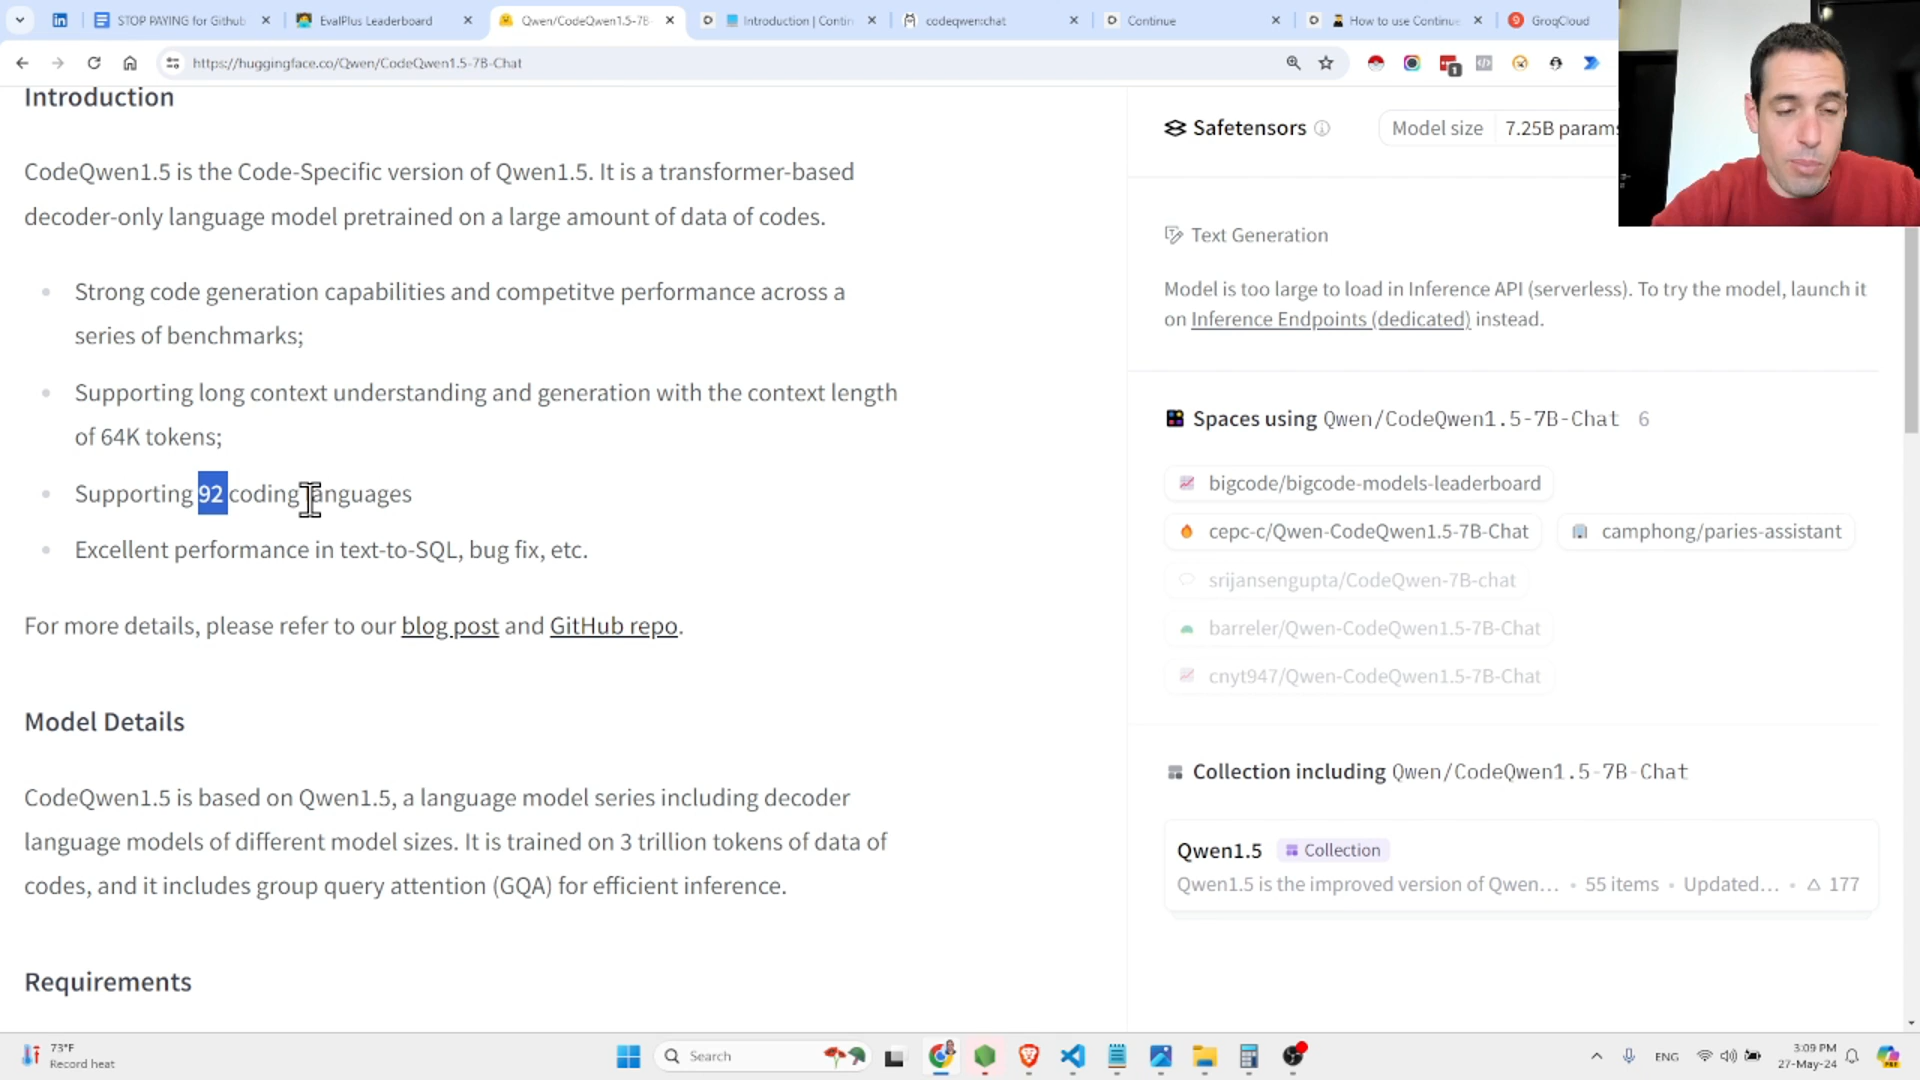 STOP PAYING for Github
EvalPlus Leaderboard
Qwen/CodeQwen1.5-7B-
Introduction | Contin
codeqwen:chat
Continue
How to use Continue
GroqCloud
https://huggingface.co/Qwen/CodeQwen1.5-7B-Chat
1
Introduction
CodeQwen1.5 is the Code-Specific version of Qwen1.5. It is a transformer-based
decoder-only language model pretrained on a large amount of data of codes.
Strong code generation capabilities and competitve performance across a
series of benchmarks;
Supporting long context understanding and generation with the context length
of 64K tokens;
Supporting 92 coding languages
Excellent performance in text-to-SQL, bug fix, etc.
For more details, please refer to our blog post and GitHub repo.
Model Details
CodeQwen1.5 is based on Qwen1.5, a language model series including decoder
language models of different model sizes. It is trained on 3 trillion tokens of data of
codes, and it includes group query attention (GQA) for efficient inference.
Requirements
Safetensors
Model size
7.25B params
Text Generation
Model is too large to load in Inference API (serverless). To try the model, launch it
on Inference Endpoints (dedicated) instead.
Spaces using Qwen/CodeQwen1.5-7B-Chat 6
bigcode/bigcode-models-leaderboard
cepc-c/Qwen-CodeQwen1.5-7B-Chat
camphong/paries-assistant
srijansengupta/CodeQwen-7B-chat
barreler/Qwen-CodeQwen1.5-7B-Chat
cnyt947/Qwen-CodeQwen1.5-7B-Chat
Collection including Qwen/CodeQwen1.5-7B-Chat
Qwen1.5
Collection
Qwen1.5 is the improved version of Qwen... • 55 items • Updated... • 177
73°F
Record heat
Search
ENG
3:09 PM
27-May-24